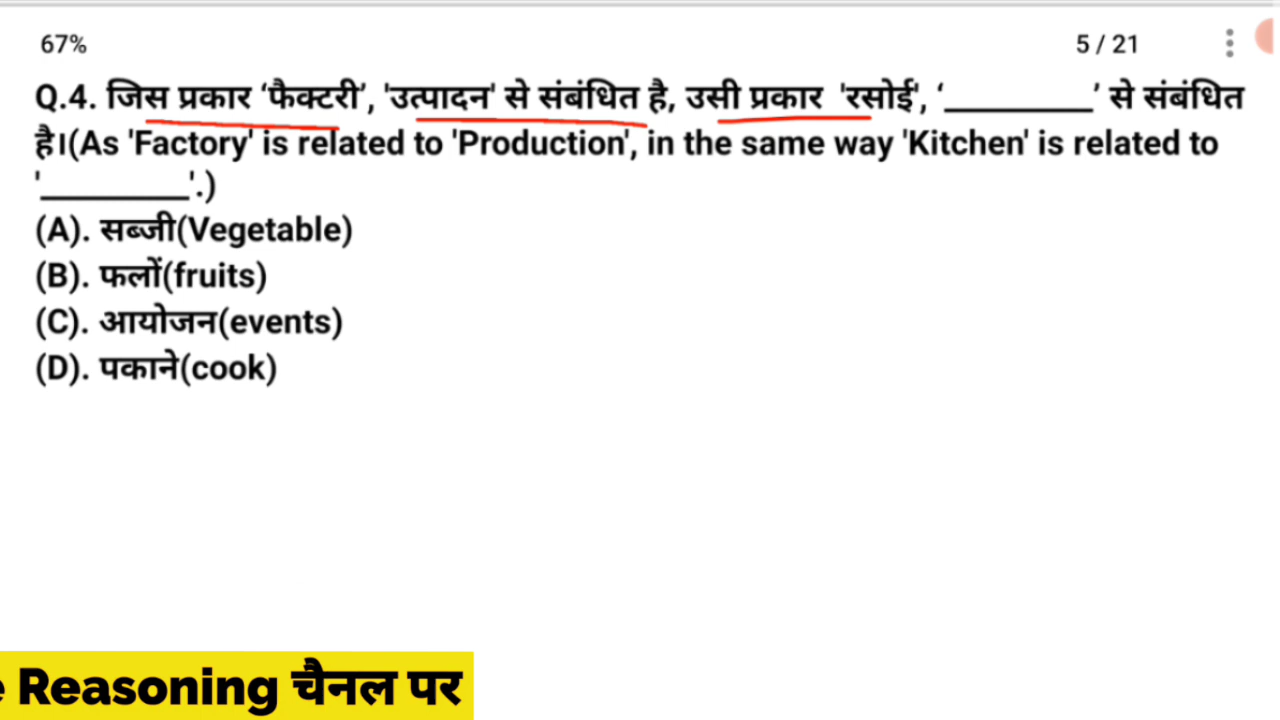 67%
5 / 21
Q.4. जिस प्रकार ‘फैक्टरी’, 'उत्पादन' से संबंधित है, उसी प्रकार 'रसोई', ‘_________’ से संबंधित
है।(As 'Factory' is related to 'Production', in the same way 'Kitchen' is related to
'_________'.)
(A). सब्जी(Vegetable)
(B). फलों(fruits)
(C). आयोजन(events)
(D). पकाने(cook)
Reasoning चैनल पर